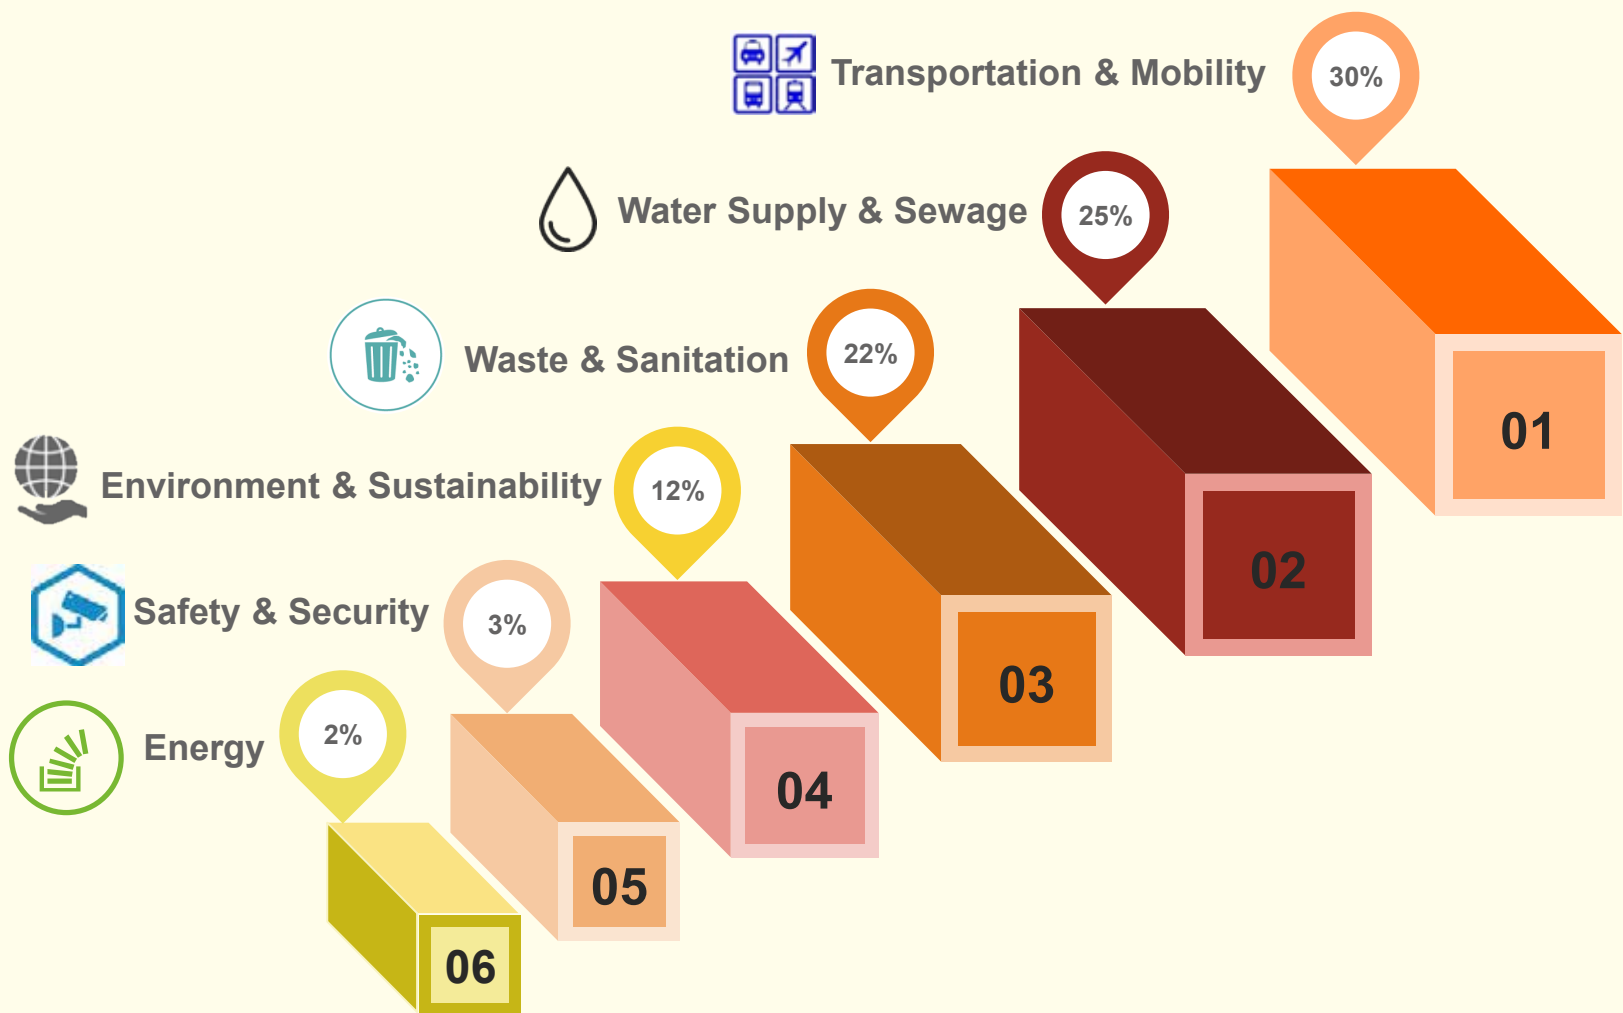 Transportation & Mobility 30%
Water Supply & Sewage 25%
Waste & Sanitation 22%
01
Environment & Sustainability 12%
02
Safety & Security 3%
03
Energy 2%
04
05
06